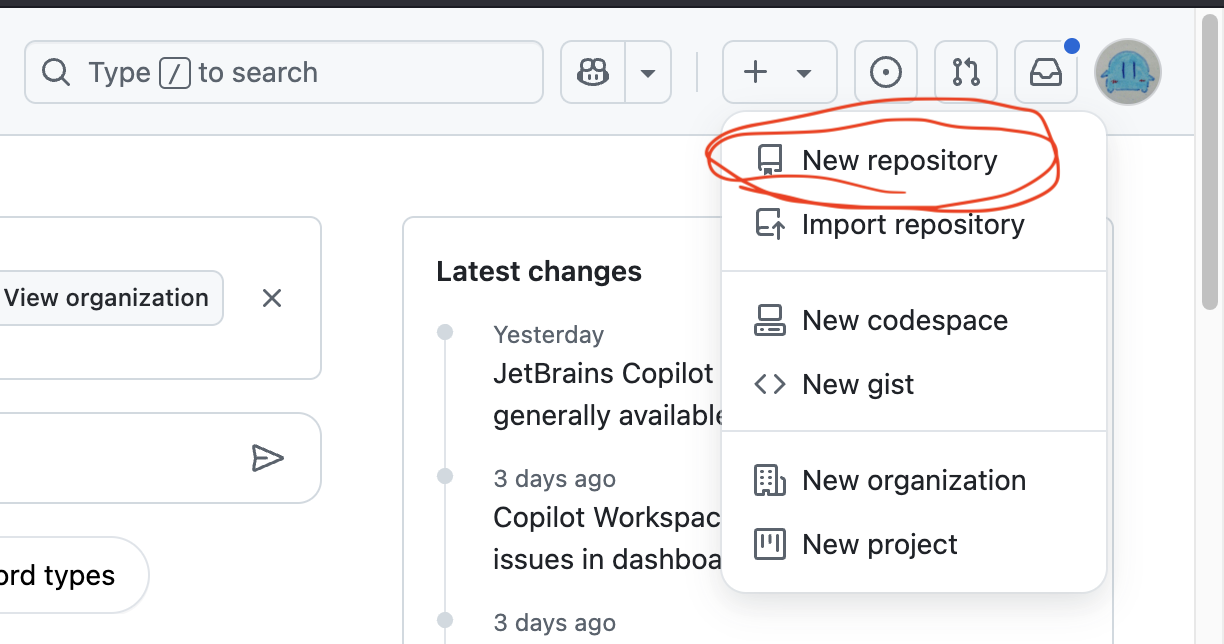 Type / to search
New repository
Import repository
New codespace
New gist
New organization
New project
View organization
ord types
Latest changes
Yesterday
JetBrains Copilot
generally available
3 days ago
Copilot Workspac
issues in dashboa
3 days ago